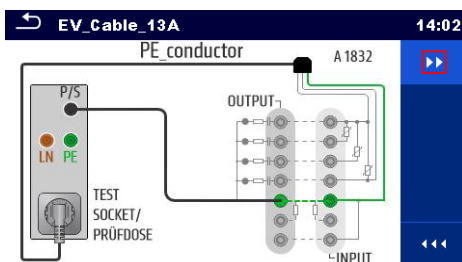 EV_Cable_13A
14:02
PE_conductor
A 1832
P/S
OUTPUT
LN PE
TEST
SOCKET/
PRÜFDOSE
INPUT